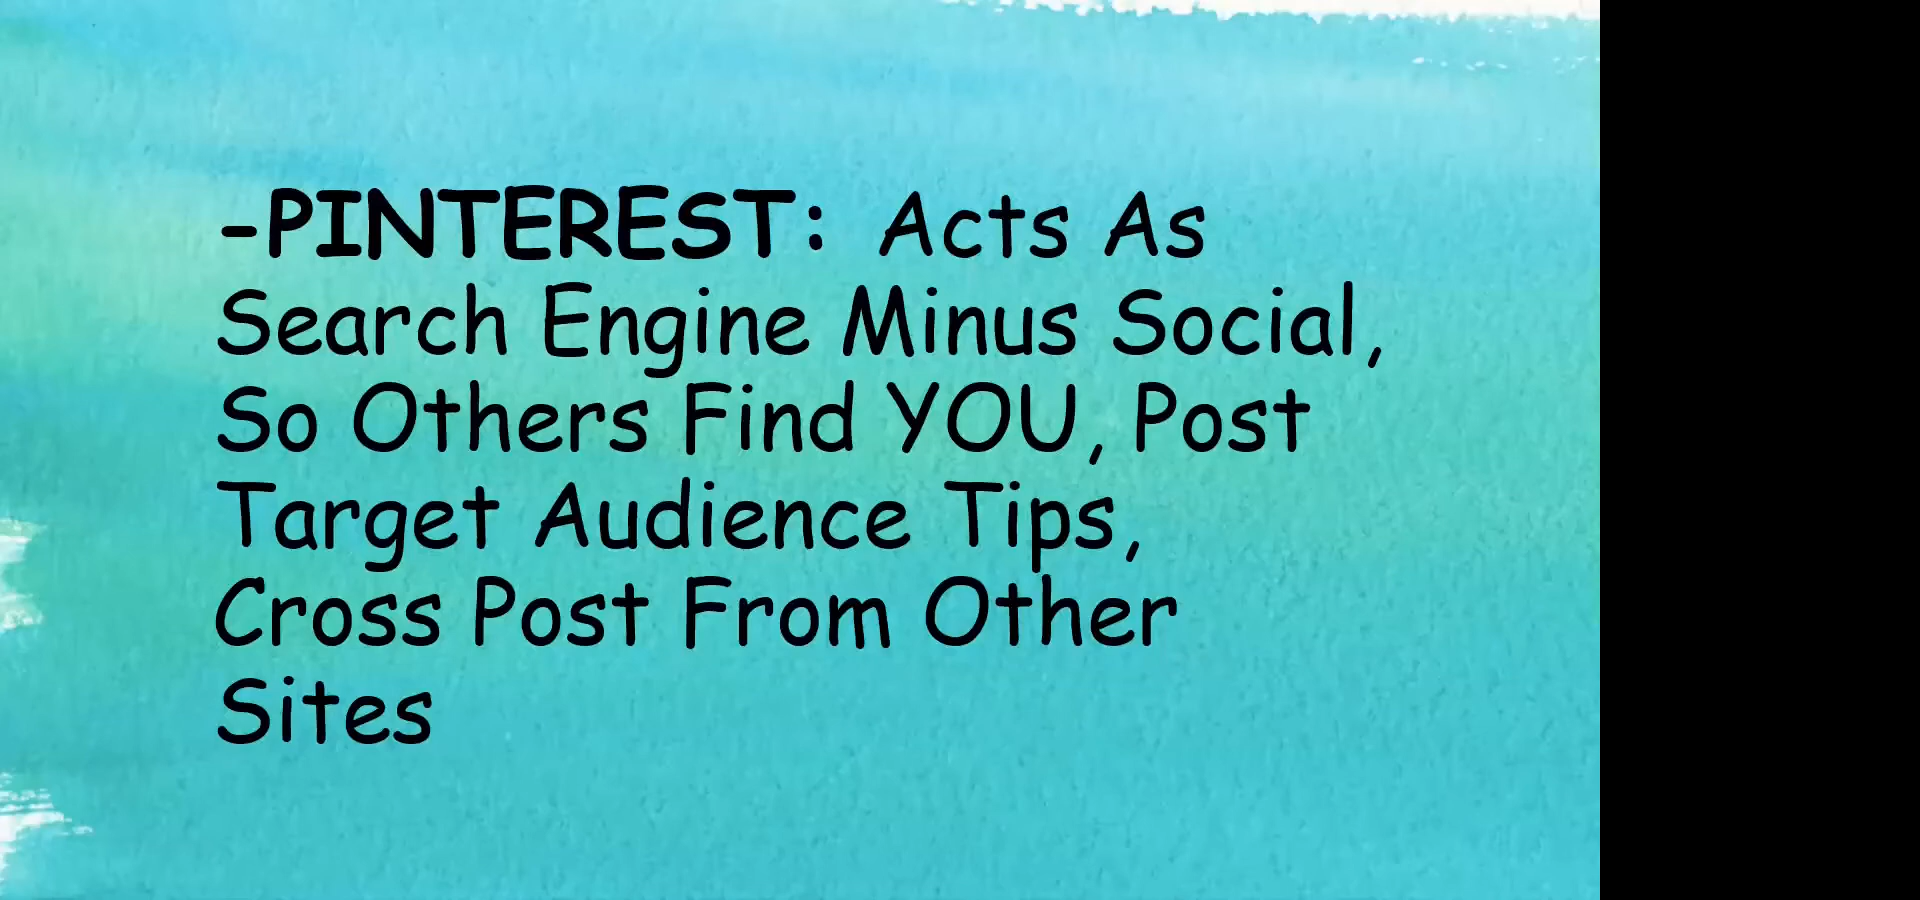 -PINTEREST: Acts As
Search Engine Minus Social,
So Others Find YOU, Post
Target Audience Tips,
Cross Post From Other
Sites